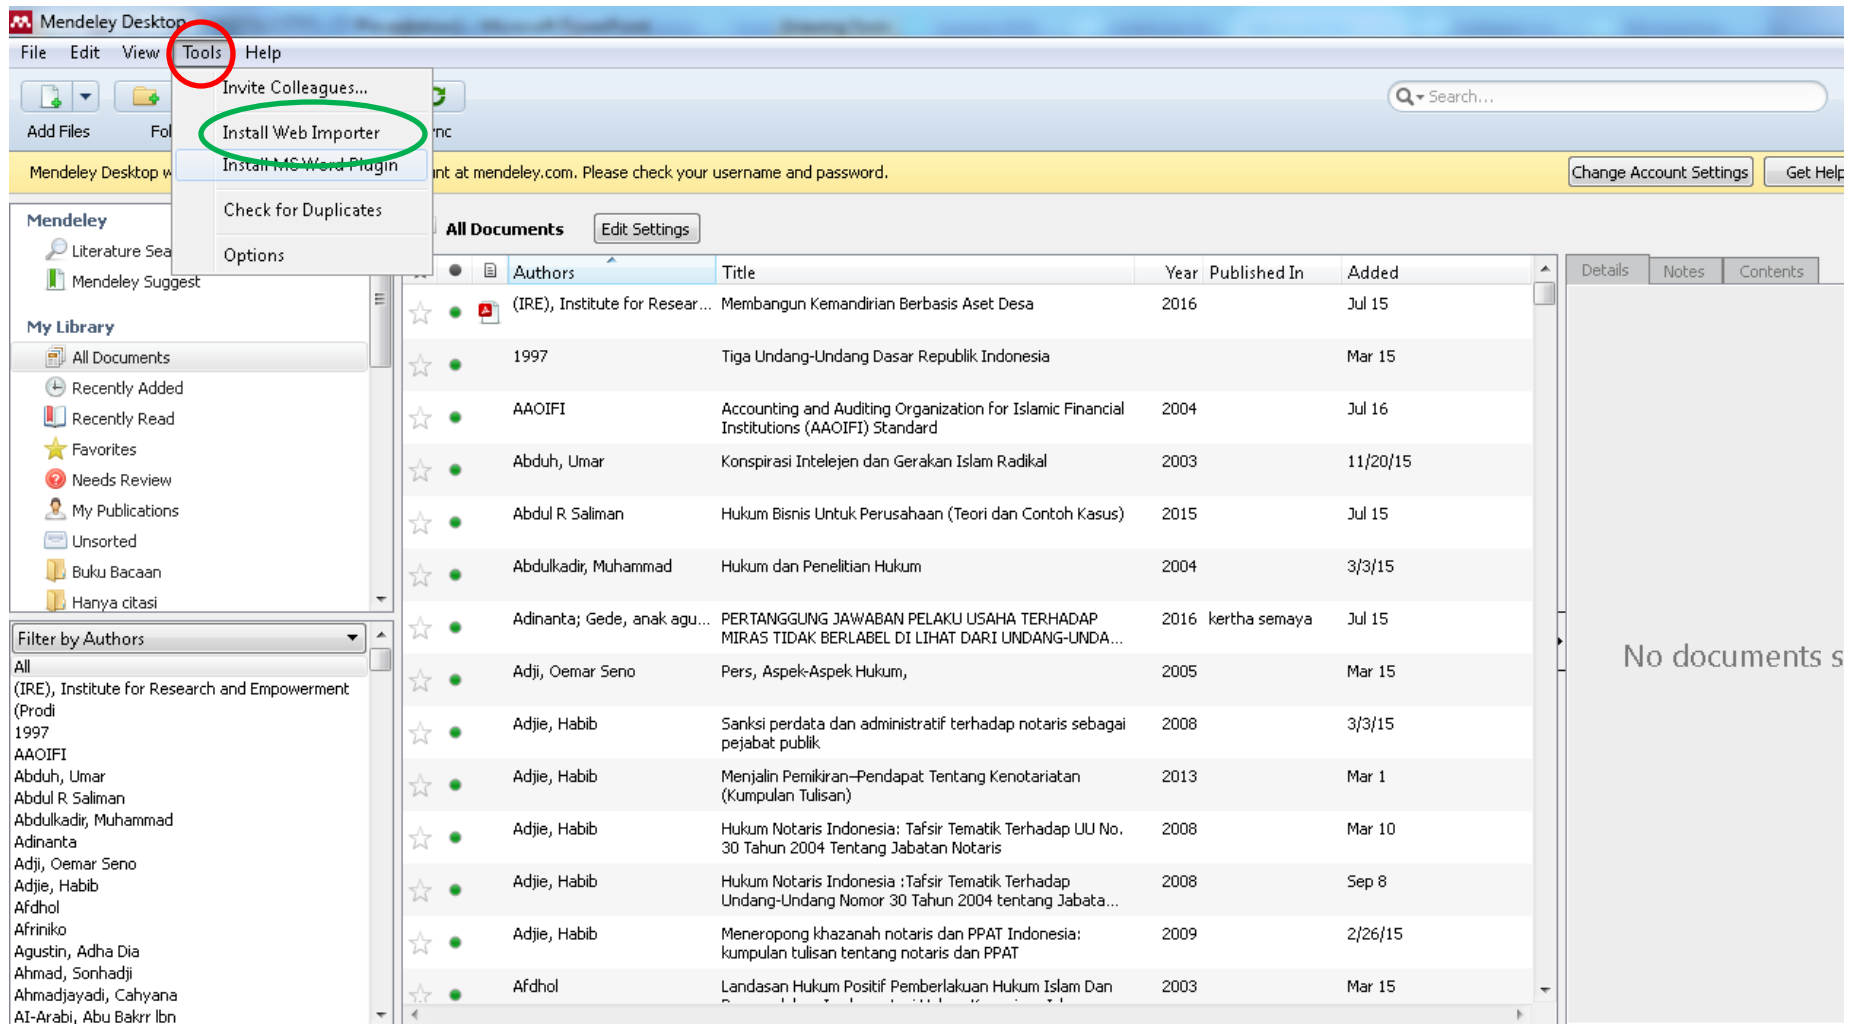 Mendeley Desktop
File Edit View Tools Help
Invite Colleagues...
Install Web Importer
Install MS Word Plugin
Check for Duplicates
Options
Search...
Add Files
Mendeley Desktop
at mendeley.com. Please check your username and password.
Change Account Settings
Get Help
Mendeley
Literature
Mendeley Suggest
My Library
All Documents
Recently Added
Recently Read
Favorites
Needs Review
My Publications
Unsorted
Buku Bacaan
Hanya citasi
Filter by Authors
All
(IRE), Institute for Research and Empowerment
(Prodi
1997
AAOIFI
Abduh, Umar
Abdul R Saliman
Abdulkadir, Muhammad
Adinanta
Adji, Oemar Seno
Adjie, Habib
Afdhol
Afriniko
Agustin, Adha Dia
Ahmad, Sonhadji
Ahmadjayadi, Cahyana
Al-Arabi, Abu Bakrr Ibn
All Documents Edit Settings
Authors Title Year Published In Added
(IRE), Institute for Resear... Membangun Kemandirian Berbasis Aset Desa 2016 Jul 15
1997 Tiga Undang-Undang Dasar Republik Indonesia Mar 15
AAOIFI Accounting and Auditing Organization for Islamic Financial 2004 Jul 16
Institutions (AAOIFI) Standard
Abduh, Umar Konspirasi Intelejen dan Gerakan Islam Radikal 2003 11/20/15
Abdul R Saliman Hukum Bisnis Untuk Perusahaan (Teori dan Contoh Kasus) 2015 Jul 15
Abdulkadir, Muhammad Hukum dan Penelitian Hukum 2004 3/3/15
Adinanta; Gede, anak agu... PERTANGGUNG JAWABAN PELAKU USAHA TERHADAP 2016 kertha semaya Jul 15
MIRAS TIDAK BERLABEL DI LIHAT DARI UNDANG-UNDA...
Adji, Oemar Seno Pers, Aspek-Aspek Hukum, 2005 Mar 15
Adjie, Habib Sanksi perdata dan administratif terhadap notaris sebagai 2008 3/3/15
pejabat publik
Adjie, Habib Menjalin Pemikiran–Pendapat Tentang Kenotariatan 2013 Mar 1
(Kumpulan Tulisan)
Adjie, Habib Hukum Notaris Indonesia: Tafsir Tematik Terhadap UU No. 2008 Mar 10
30 Tahun 2004 Tentang Jabatan Notaris
Adjie, Habib Hukum Notaris Indonesia :Tafsir Tematik Terhadap 2008 Sep 8
Undang-Undang Nomor 30 Tahun 2004 tentang Jabata...
Adjie, Habib Meneropong khazanah notaris dan PPAT Indonesia: 2009 2/26/15
kumpulan tulisan tentang notaris dan PPAT
Afdhol Landasan Hukum Positif Pemberlakuan Hukum Islam Dan 2003 Mar 15
Details Notes Contents
No documents